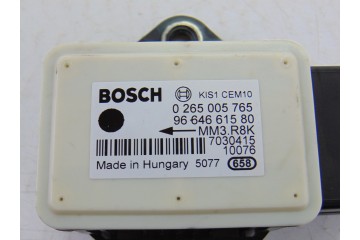 BOSCH KIS1 CEM10
0 265 005 765
96 646 615 80
MM3.R8K
7030415
10076
Made in Hungary 5077 658